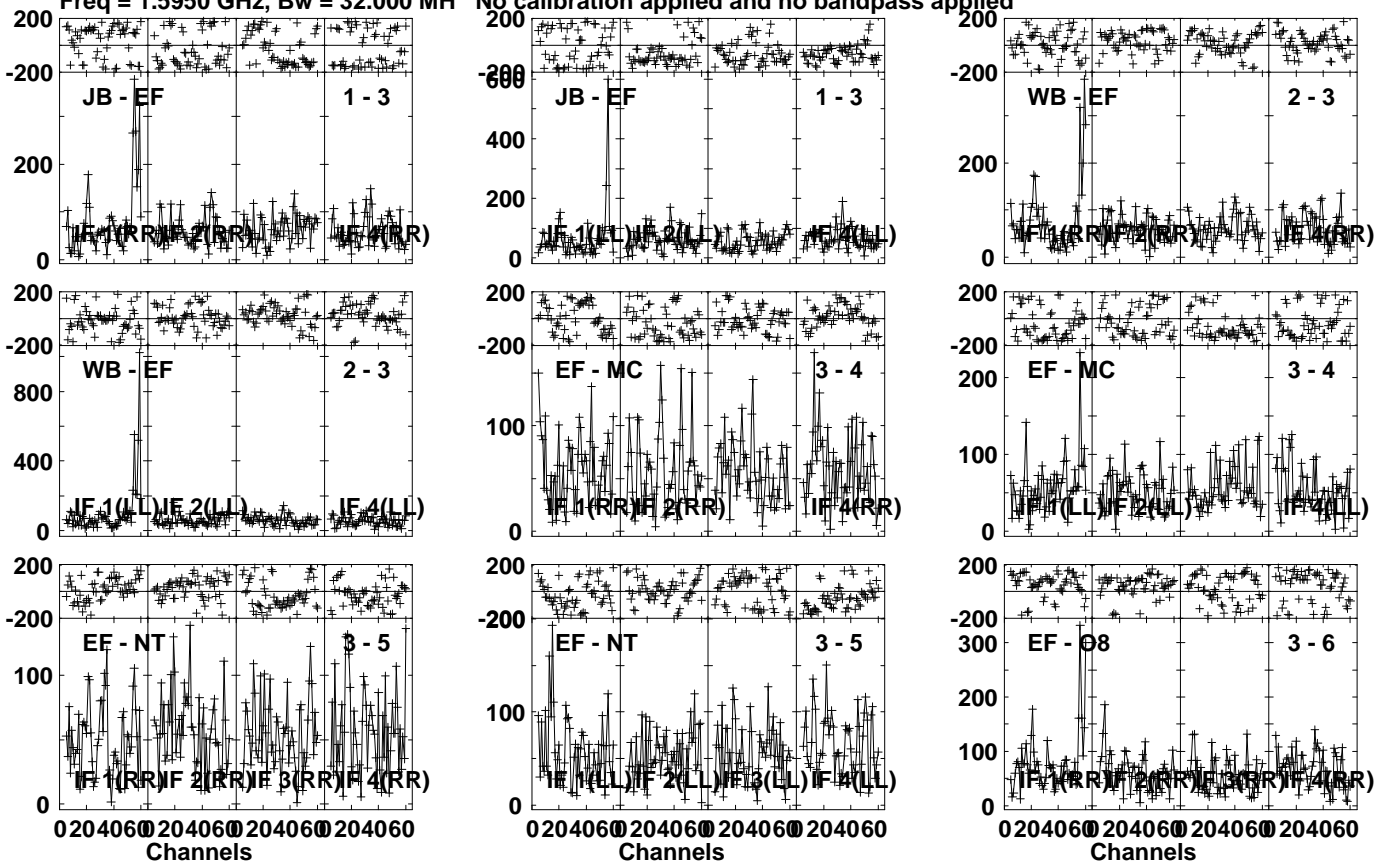 Freq = 1.5950 GHz, Bw = 32.000 MH No calibration applied and no bandpass applied
200
-200
JB - EF 1 - 3
200
0
IF 1(RR) IF 2(RR) IF 4(RR)
200
-200
600
JB - EF 1 - 3
400
200
0
IF 1(LL) IF 2(LL) IF 4(LL)
200
-200
WB - EF 2 - 3
200
0
IF 1(RR) IF 2(RR) IF 4(RR)
200
-200
WB - EF 2 - 3
800
400
0
IF 1(LL) IF 2(LL) IF 4(LL)
200
-200
EF - MC 3 - 4
100
0
IF 1(RR) IF 2(RR) IF 4(RR)
200
-200
EF - MC 3 - 4
200
100
0
IF 1(LL) IF 2(LL) IF 4(LL)
200
-200
EF - NT 3 - 5
100
0
IF 1(RR) IF 2(RR) IF 3(RR) IF 4(RR)
0 20 40 60 0 20 40 60 0 20 40 60 0 20 40 60
Channels
200
-200
200
EF - NT 3 - 5
100
0
IF 1(LL) IF 2(LL) IF 3(LL) IF 4(LL)
0 20 40 60 0 20 40 60 0 20 40 60 0 20 40 60
Channels
200
-200
EF - O8 3 - 6
300
200
100
0
IF 1(RR) IF 2(RR) IF 3(RR) IF 4(RR)
0 20 40 60 0 20 40 60 0 20 40 60 0 20 40 60
Channels